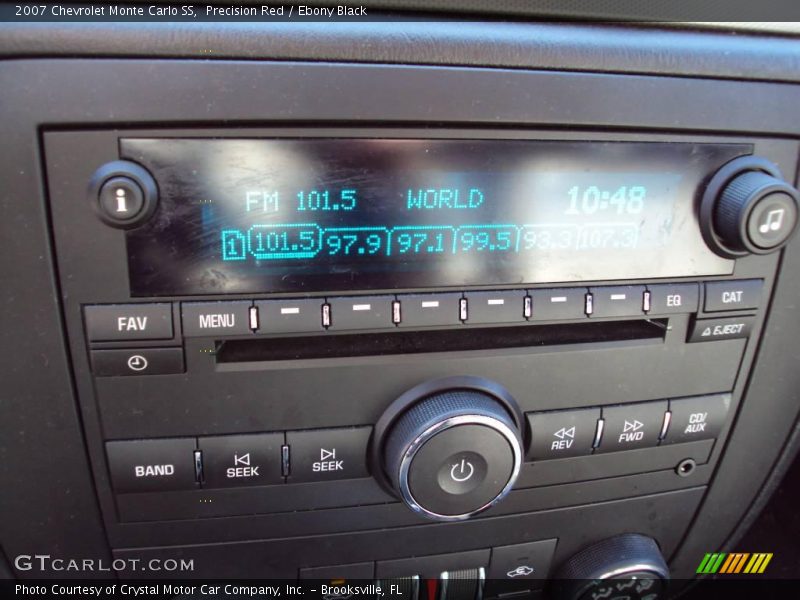 2007 Chevrolet Monte Carlo SS,  Precision Red / Ebony Black
FM 101.5 WORLD 10:48
1 101.5 97.9 97.1 99.5 93.3 107.3
FAV MENU EQ CAT
EJECT
BAND SEEK SEEK REV FWD CD/AUX
GTCARLOT.COM
Photo Courtesy of Crystal Motor Car Company, Inc. - Brooksville, FL